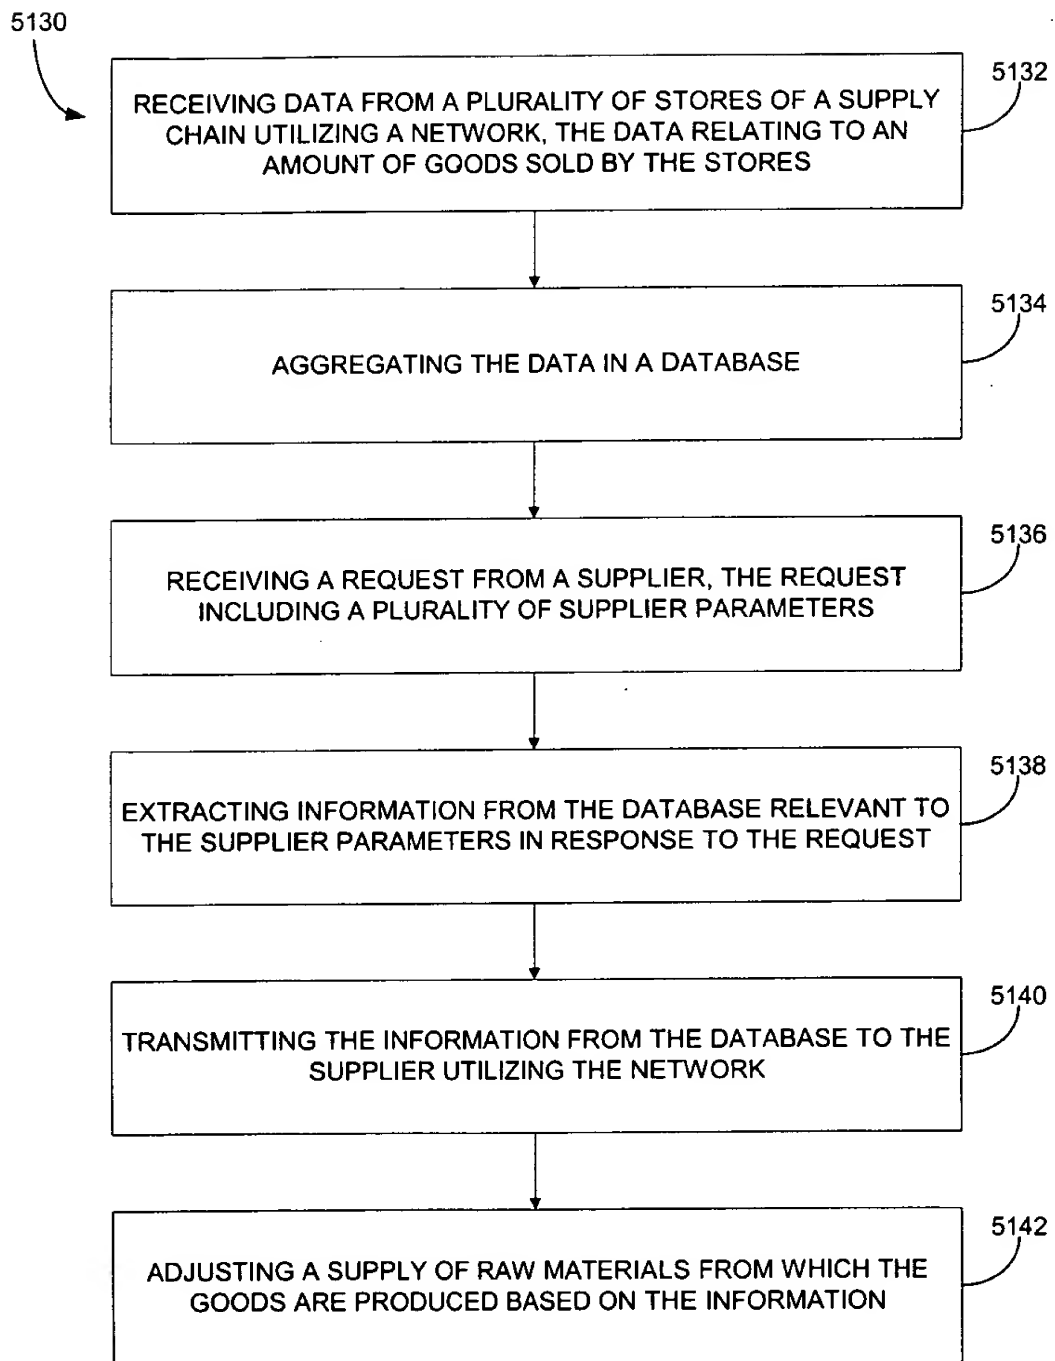 5130
5132
RECEIVING DATA FROM A PLURALITY OF STORES OF A SUPPLY
CHAIN UTILIZING A NETWORK, THE DATA RELATING TO AN
AMOUNT OF GOODS SOLD BY THE STORES
5134
AGGREGATING THE DATA IN A DATABASE
5136
RECEIVING A REQUEST FROM A SUPPLIER, THE REQUEST
INCLUDING A PLURALITY OF SUPPLIER PARAMETERS
5138
EXTRACTING INFORMATION FROM THE DATABASE RELEVANT TO
THE SUPPLIER PARAMETERS IN RESPONSE TO THE REQUEST
5140
TRANSMITTING THE INFORMATION FROM THE DATABASE TO THE
SUPPLIER UTILIZING THE NETWORK
5142
ADJUSTING A SUPPLY OF RAW MATERIALS FROM WHICH THE
GOODS ARE PRODUCED BASED ON THE INFORMATION